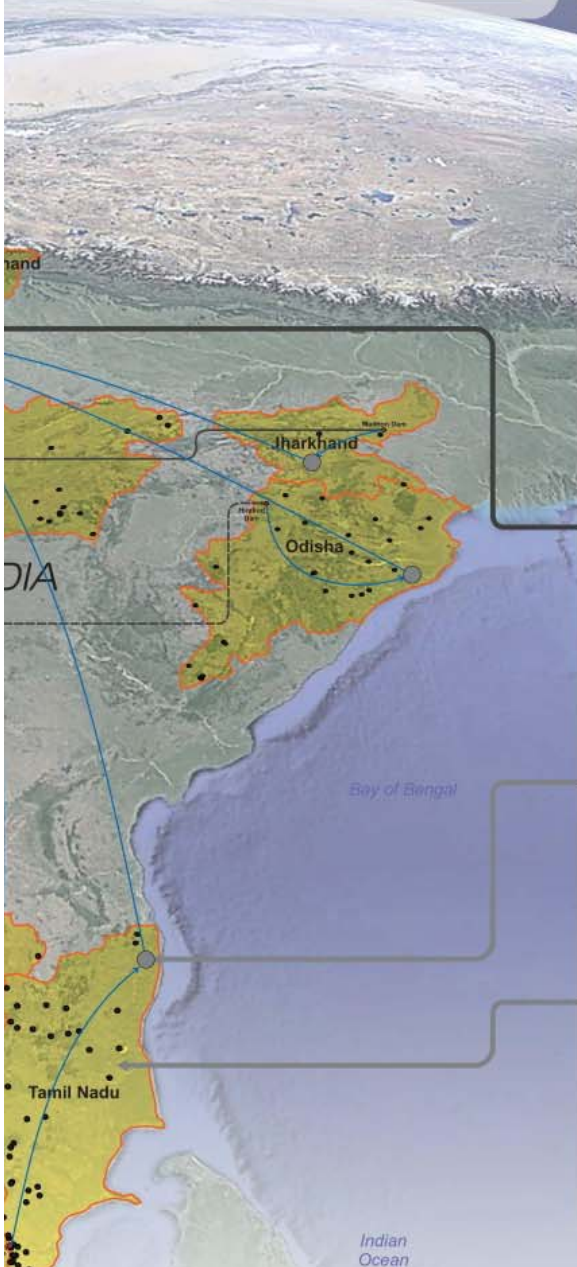 hand
Maithon Dam
Jharkhand
Hirakud
Dam
Odisha
DIA
Bay of Bengal
Tamil Nadu
Indian
Ocean